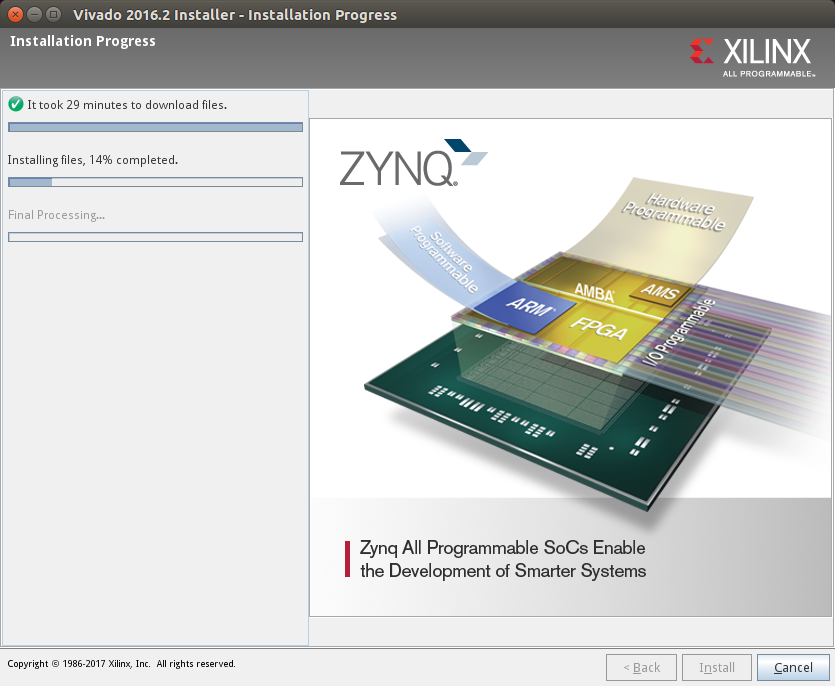 Vivado 2016.2 Installer - Installation Progress
Installation Progress
XILINX
ALL PROGRAMMABLE™
It took 29 minutes to download files.
Installing files, 14% completed.
Final Processing...
ZYNQ®
Hardware
Programmable
Software
Programmable
AMBA®
AMS
ARM®
FPGA
I/O Programmable
Zynq All Programmable SoCs Enable
the Development of Smarter Systems
Copyright © 1986-2017 Xilinx, Inc. All rights reserved.
< Back
Install
Cancel